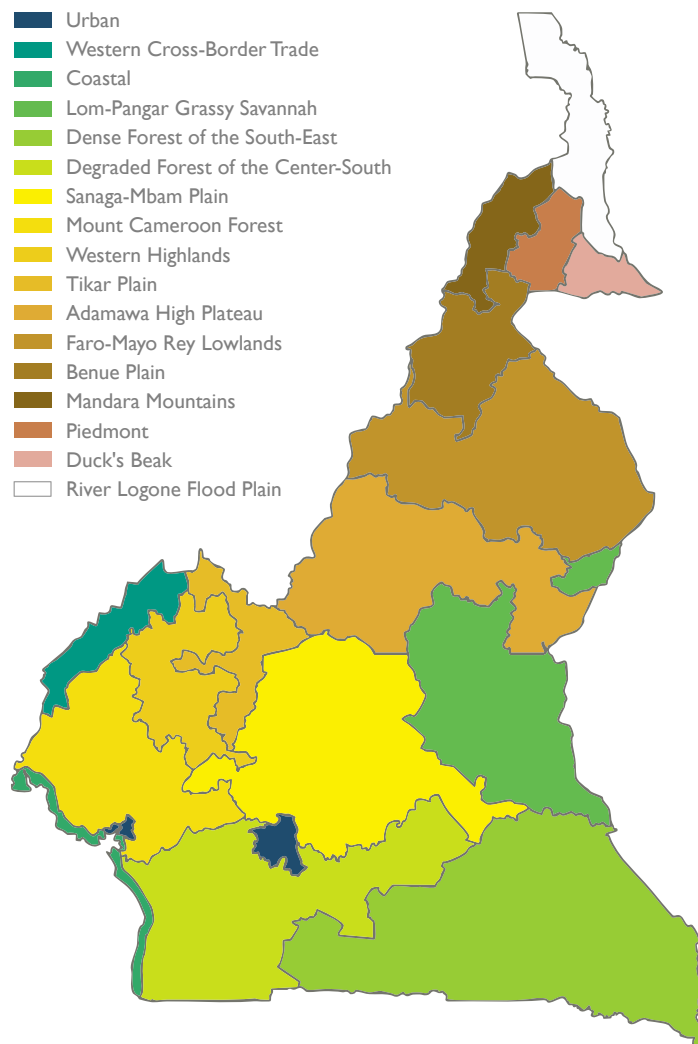 Urban
Western Cross-Border Trade
Coastal
Lom-Pangar Grassy Savannah
Dense Forest of the South-East
Degraded Forest of the Center-South
Sanaga-Mbam Plain
Mount Cameroon Forest
Western Highlands
Tikar Plain
Adamawa High Plateau
Faro-Mayo Rey Lowlands
Benue Plain
Mandara Mountains
Piedmont
Duck's Beak
River Logone Flood Plain